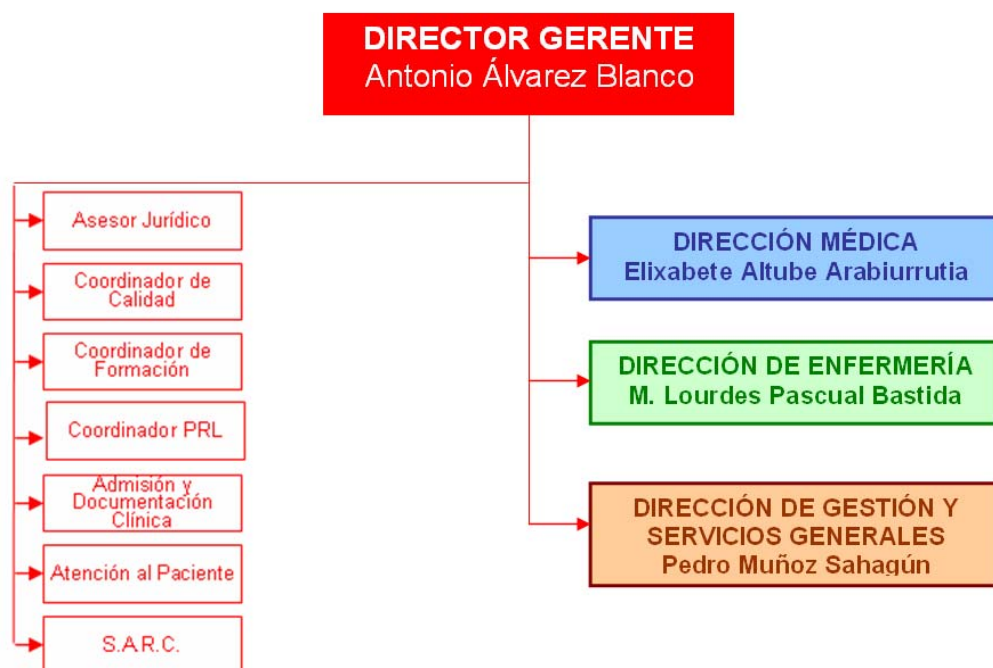 DIRECTOR GERENTE
Antonio Álvarez Blanco
Asesor Jurídico
Coordinador de
Calidad
Coordinador de
Formación
Coordinador PRL
Admisión y
Documentación
Clínica
Atención al Paciente
S.A.R.C.
DIRECCIÓN MÉDICA
Elixabete Altube Arabiurrutia
DIRECCIÓN DE ENFERMERÍA
M. Lourdes Pascual Bastida
DIRECCIÓN DE GESTIÓN Y
SERVICIOS GENERALES
Pedro Muñoz Sahagún